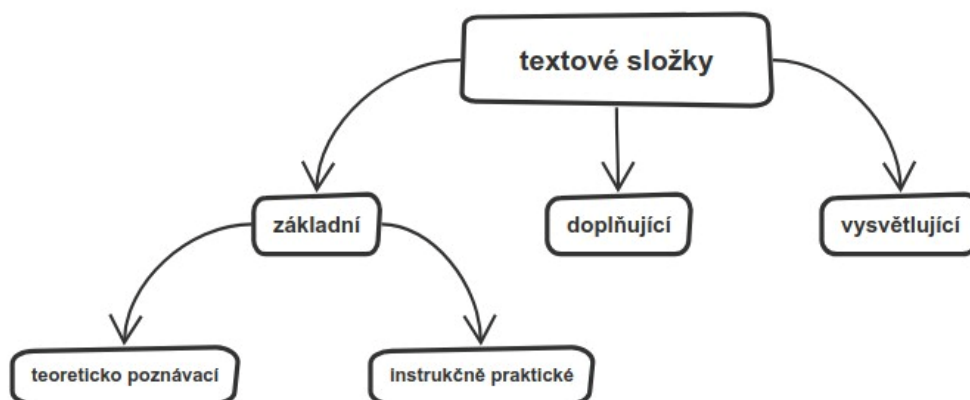 textové složky
základní
doplňující
vysvětlující
teoreticko poznávací
instrukčně praktické